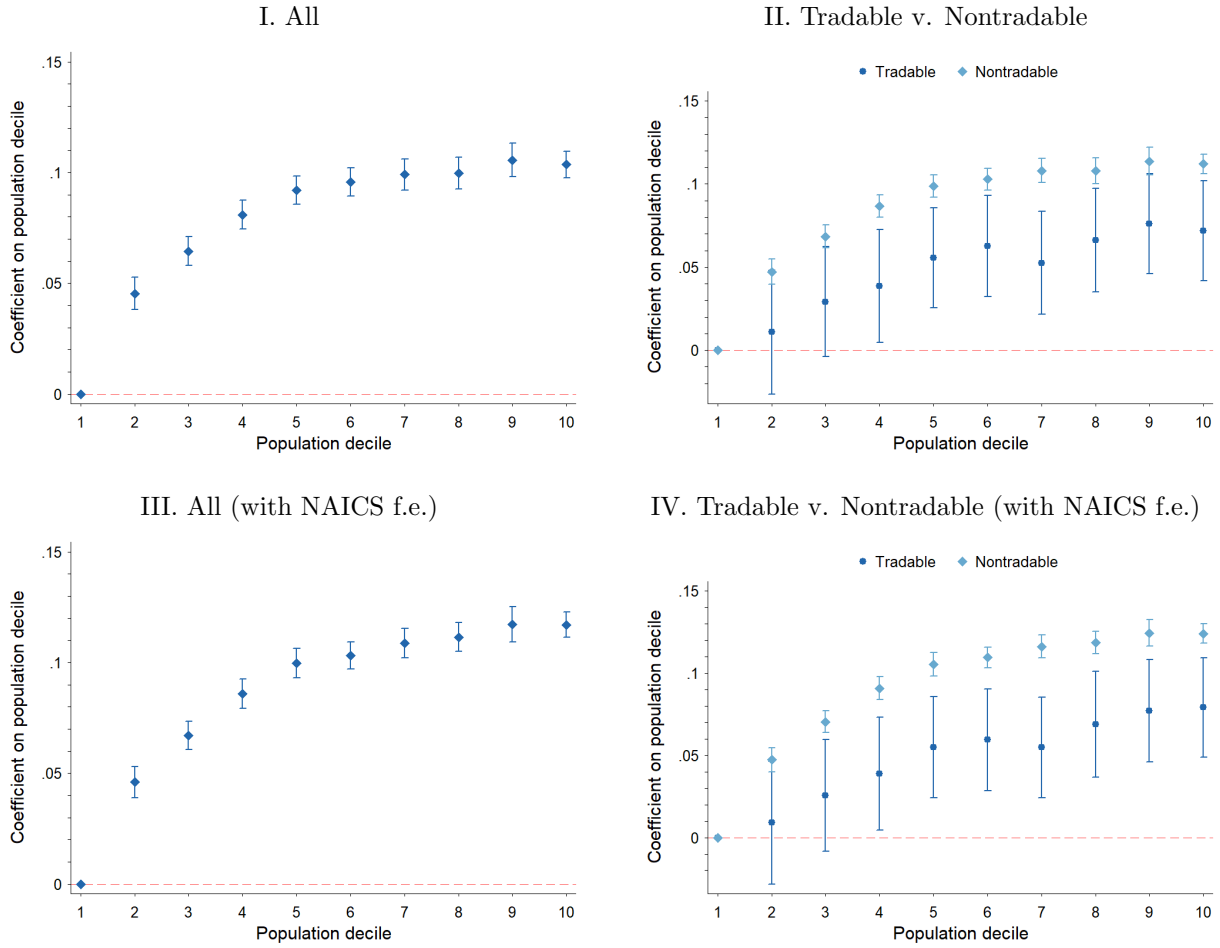 I. All
Coefficient on population decile
.15
.1
.05
0
1 2 3 4 5 6 7 8 9 10
Population decile
II. Tradable v. Nontradable
Tradable Nontradable
Coefficient on population decile
.15
.1
.05
0
1 2 3 4 5 6 7 8 9 10
Population decile
III. All (with NAICS f.e.)
Coefficient on population decile
.15
.1
.05
0
1 2 3 4 5 6 7 8 9 10
Population decile
IV. Tradable v. Nontradable (with NAICS f.e.)
Tradable Nontradable
Coefficient on population decile
.15
.1
.05
0
1 2 3 4 5 6 7 8 9 10
Population decile